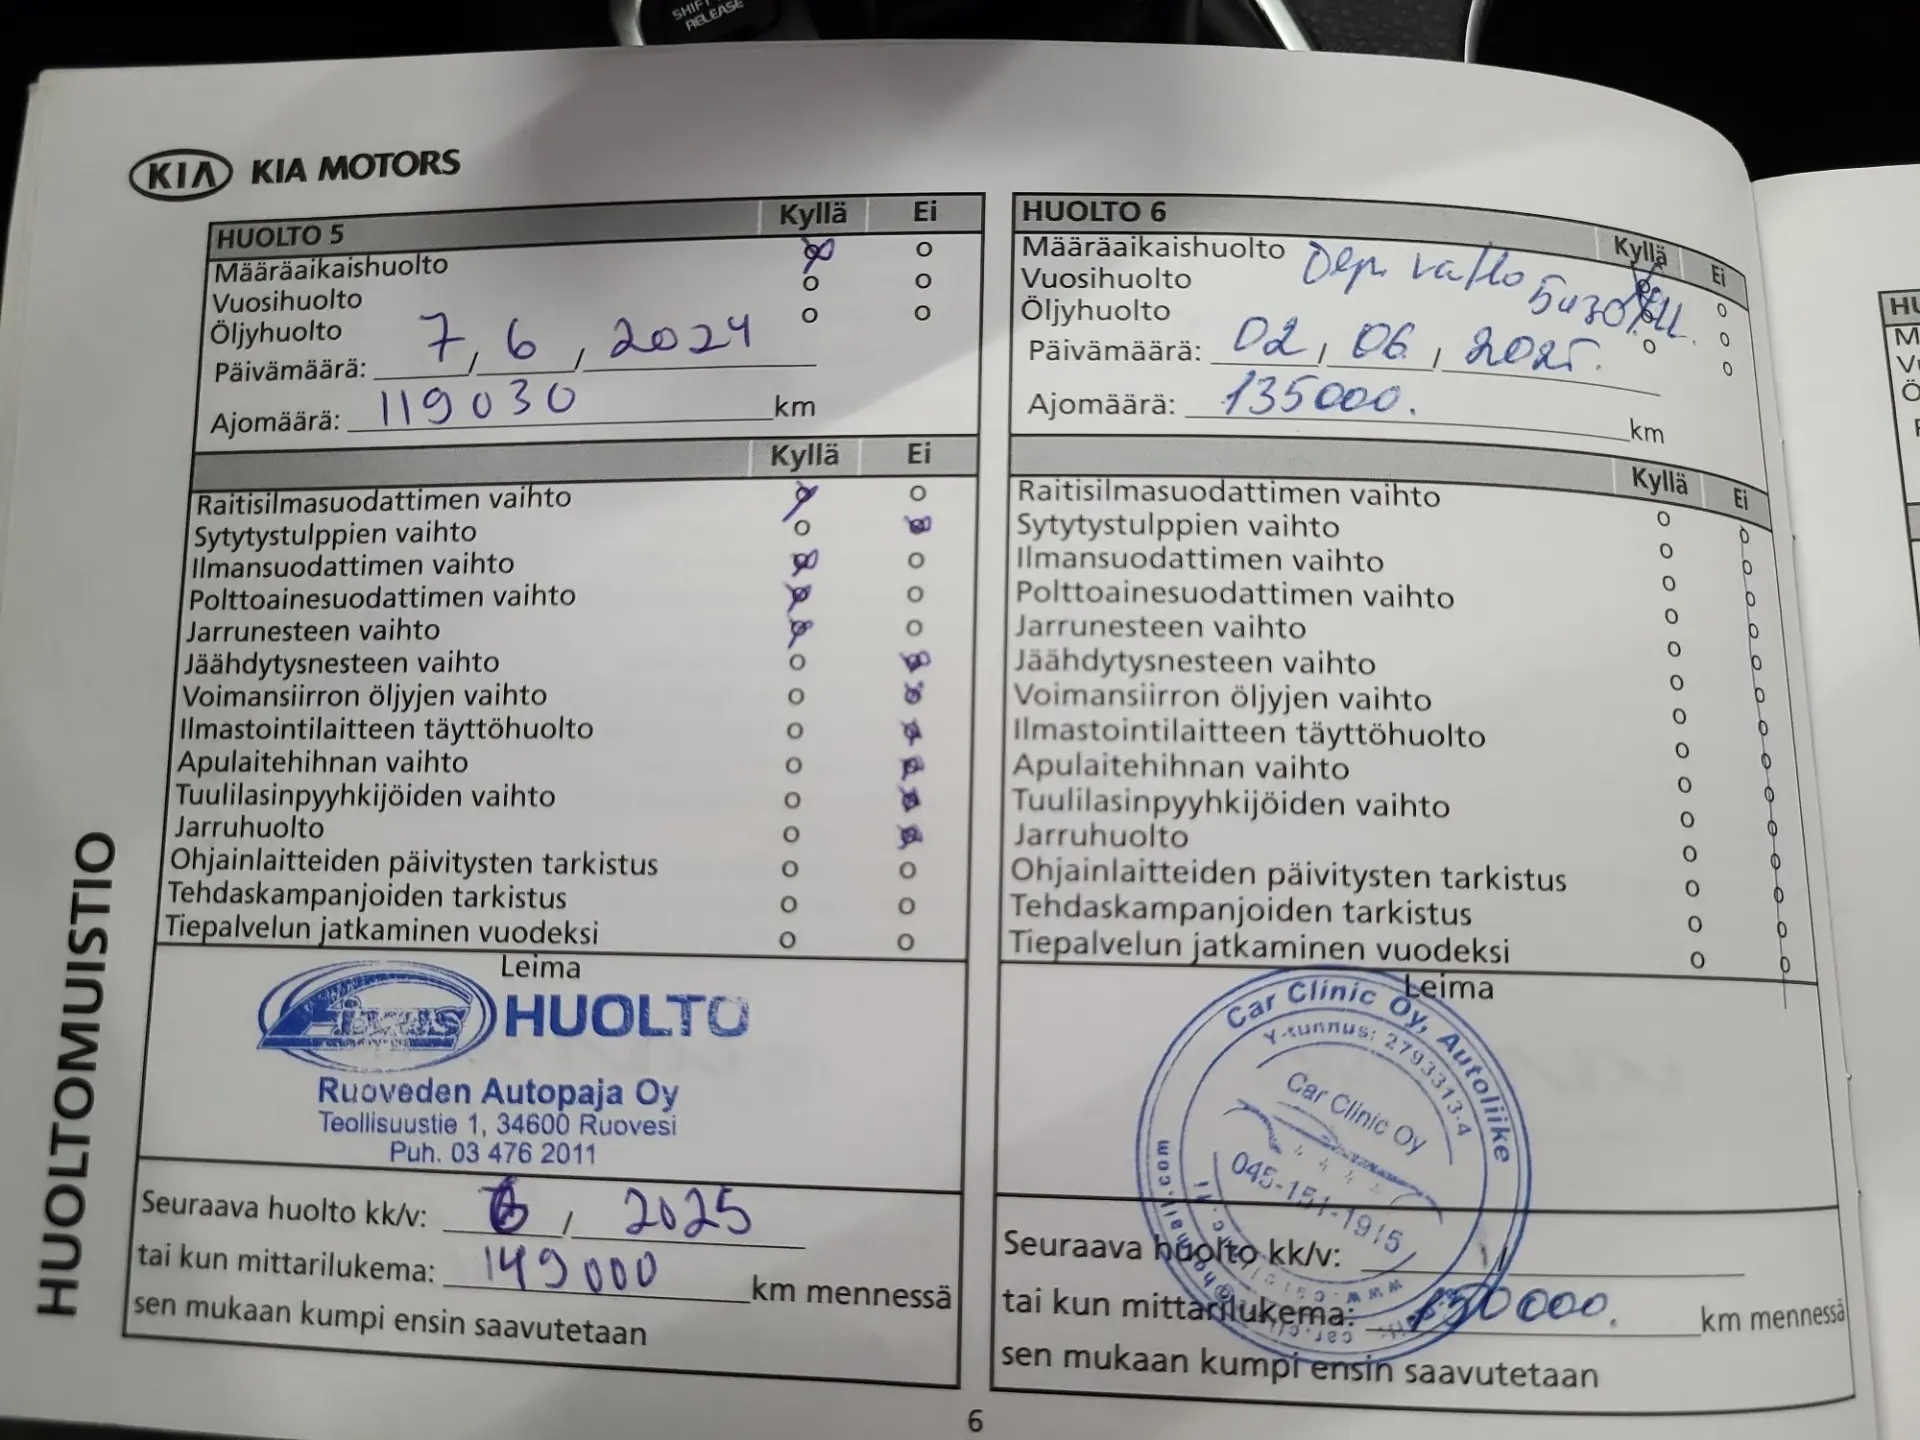 SHIFT
RELEASE
KIA KIA MOTORS
HUOLTO 5 Kyllä Ei
Määräaikaishuolto o o
Vuosihuolto o o
Öljyhuolto o o
Päivämäärä: 7, 6, 2024
Ajomäärä: 119030 km
Kyllä Ei
Raitisilmasuodattimen vaihto
Sytytystulppien vaihto
Ilmansuodattimen vaihto
Polttoainesuodattimen vaihto
Jarrunesteen vaihto
Jäähdytysnesteen vaihto
Voimansiirron öljyjen vaihto
Ilmastointilaitteen täyttöhuolto
Apulaitehihnan vaihto
Tuulilasinpyyhkijöiden vaihto
Jarruhuolto
Ohjainlaitteiden päivitysten tarkistus
Tehdaskampanjoiden tarkistus
Tiepalvelun jatkaminen vuodeksi
Leima
HUOLTO
Ruoveden Autopaja Oy
Teollisuustie 1, 34600 Ruovesi
Puh. 03 476 2011
Seuraava huolto kk/v: 6 / 2025
tai kun mittarilukema: 149000 km mennessä
sen mukaan kumpi ensin saavutetaan
HUOLTO 6 Kyllä Ei
Määräaikaishuolto
Vuosihuolto
Öljyhuolto
Päivämäärä: 02, 06, 2025.
Ajomäärä: 135000. km
Kyllä Ei
Raitisilmasuodattimen vaihto
Sytytystulppien vaihto
Ilmansuodattimen vaihto
Polttoainesuodattimen vaihto
Jarrunesteen vaihto
Jäähdytysnesteen vaihto
Voimansiirron öljyjen vaihto
Ilmastointilaitteen täyttöhuolto
Apulaitehihnan vaihto
Tuulilasinpyyhkijöiden vaihto
Jarruhuolto
Ohjainlaitteiden päivitysten tarkistus
Tehdaskampanjoiden tarkistus
Tiepalvelun jatkaminen vuodeksi
Leima
Car Clinic Oy, Autoliike
Y-tunnus: 2793313-4
Car Clinic Oy
045-151-1915
Seuraava huolto kk/v: /
tai kun mittarilukema: 150000. km mennessä
sen mukaan kumpi ensin saavutetaan
HUOLTOMUISTIO
6